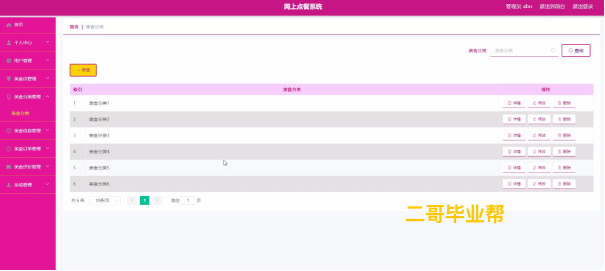 网上点餐系统
管理员 abo 退出到前台 退出登录
首页
个人中心
用户管理
美食店管理
美食分类管理
美食分类
美食信息管理
美食订单管理
美食评价管理
系统管理
首页 美食分类
美食分类 美食分类 查询
新增
索引 美食分类 操作
1 美食分类1 详情 修改 删除
2 美食分类2 详情 修改 删除
3 美食分类3 详情 修改 删除
4 美食分类4 详情 修改 删除
5 美食分类5 详情 修改 删除
6 美食分类6 详情 修改 删除
共 6 条 10条/页 1 前往 1 页
二哥毕业帮